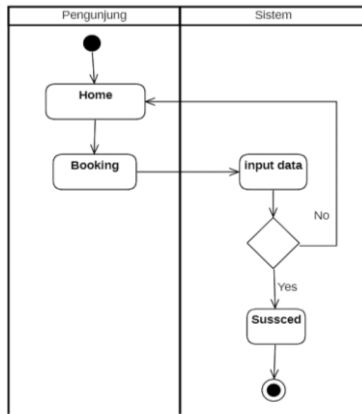 Pengunjung
Sistem
Home
Booking
input data
No
Yes
Sussced